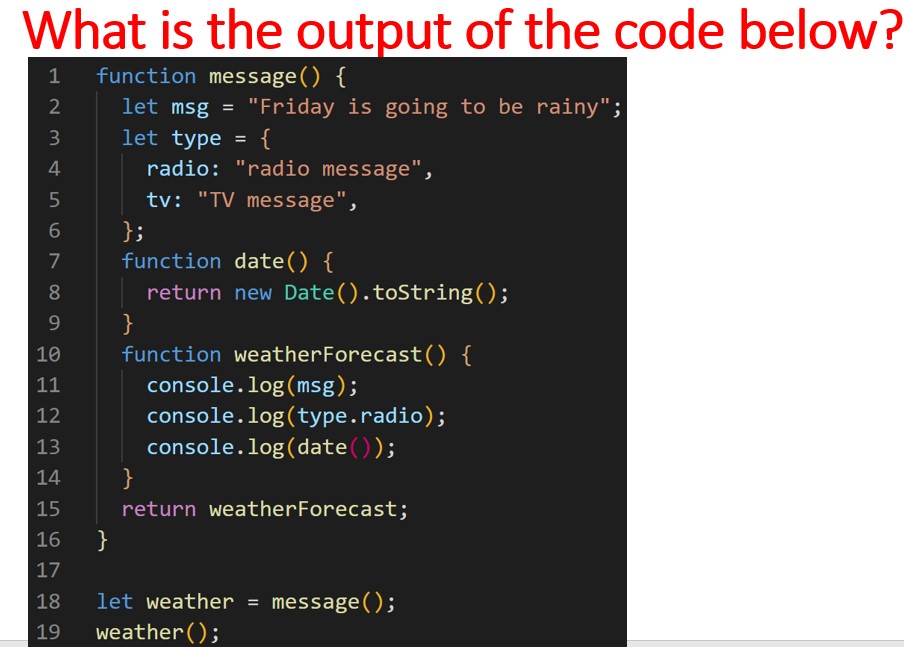 What is the output of the code below?
1 function message() {
2 let msg = "Friday is going to be rainy";
3 let type = {
4 radio: "radio message",
5 tv: "TV message",
6 };
7 function date() {
8 return new Date().toString();
9 }
10 function weatherForecast() {
11 console.log(msg);
12 console.log(type.radio);
13 console.log(date());
14 }
15 return weatherForecast;
16 }
17
18 let weather = message();
19 weather();